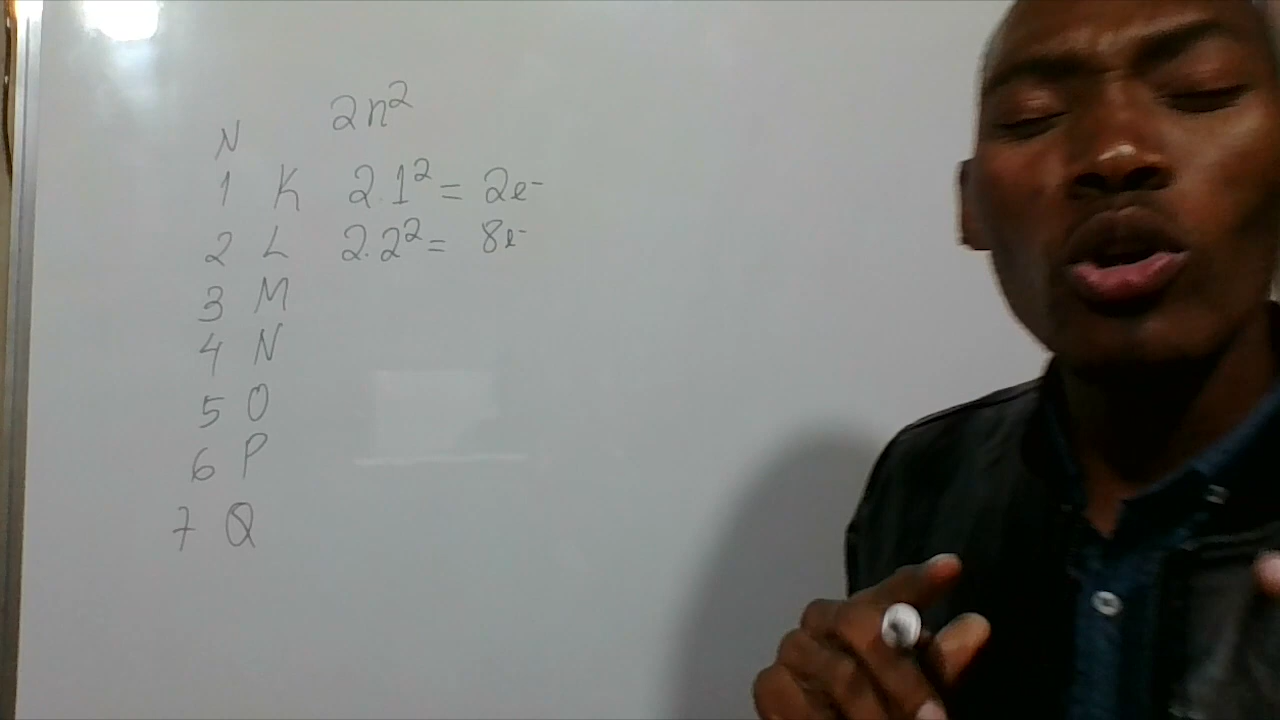 2n²
N
1 K 2.1² = 2e⁻
2 L 2.2² = 8e⁻
3 M
4 N
5 O
6 P
7 Q